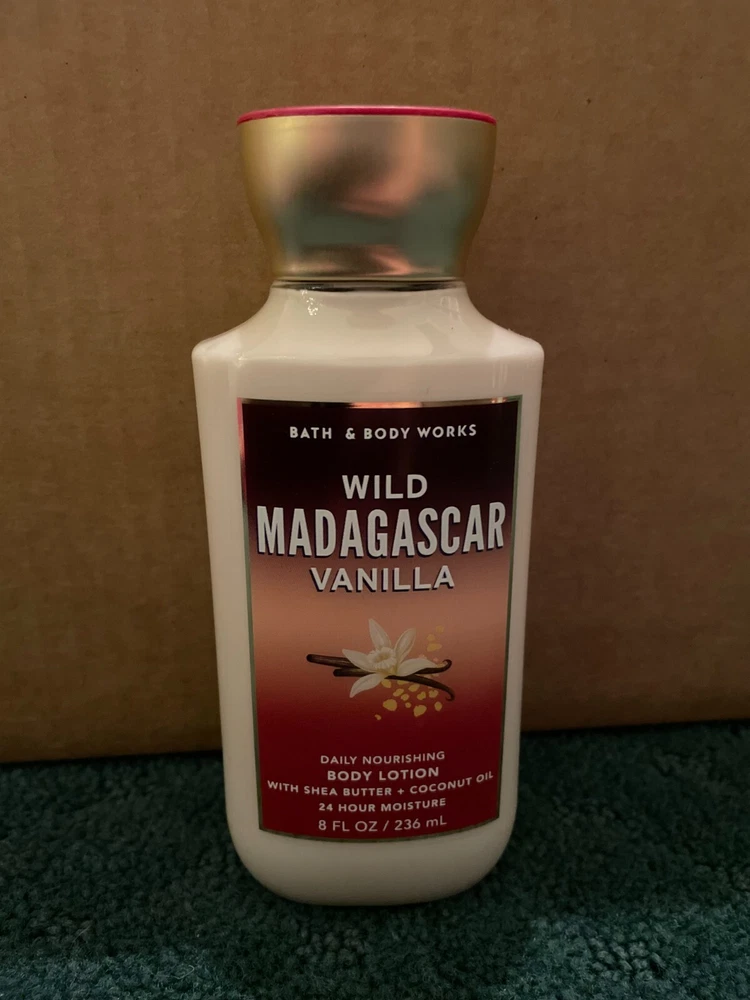 BATH & BODY WORKS
WILD
MADAGASCAR
VANILLA
DAILY NOURISHING
BODY LOTION
WITH SHEA BUTTER + COCONUT OIL
24 HOUR MOISTURE
8 FL OZ / 236 mL